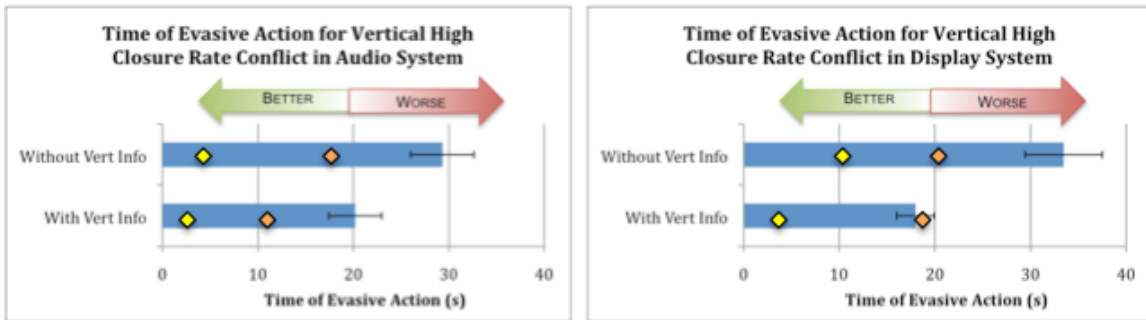 Time of Evasive Action for Vertical High
Closure Rate Conflict in Audio System
BETTER
WORSE
Without Vert Info
With Vert Info
0 10 20 30 40
Time of Evasive Action (s)
Time of Evasive Action for Vertical High
Closure Rate Conflict in Display System
BETTER
WORSE
Without Vert Info
With Vert Info
0 10 20 30 40
Time of Evasive Action (s)